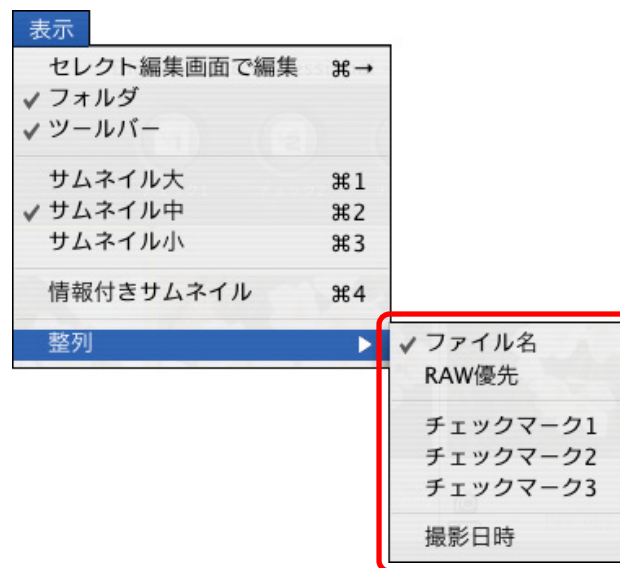 表示
セレクト編集画面で編集 ⌘→
✓ フォルダ
✓ ツールバー
サムネイル大 ⌘1
✓ サムネイル中 ⌘2
サムネイル小 ⌘3
情報付きサムネイル ⌘4
整列 ▶
✓ ファイル名
RAW優先
チェックマーク1
チェックマーク2
チェックマーク3
撮影日時